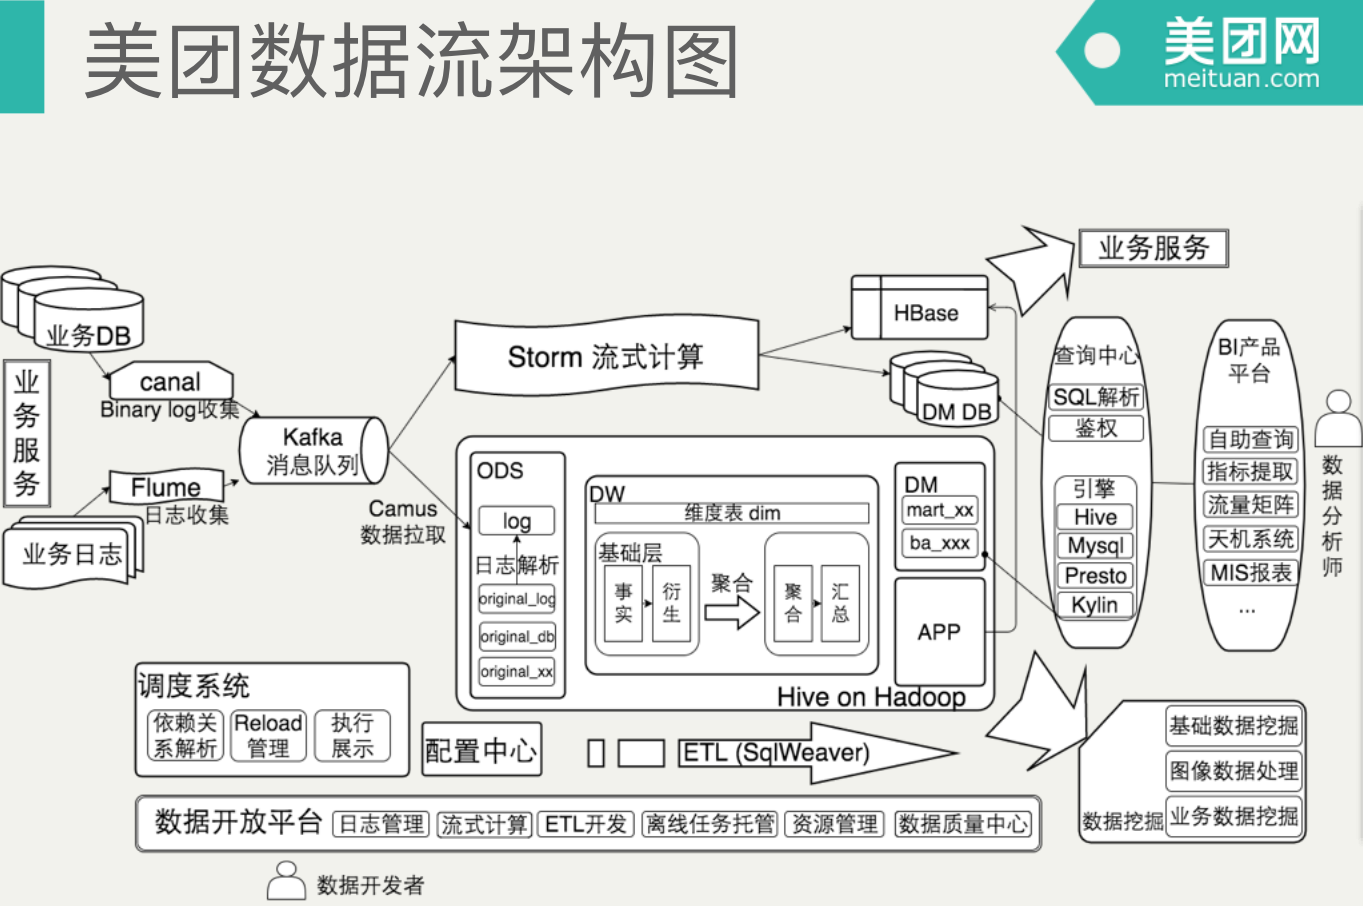 美团数据流架构图
美团网
meituan.com
业务服务
业务DB
canal
Binary log收集
业
务
服
务
Flume
日志收集
业务日志
Kafka
消息队列
Camus
数据拉取
Storm 流式计算
HBase
DM DB
ODS
log
日志解析
original_log
original_db
original_xx
DW
维度表 dim
基础层
事
实
衍
生
聚合
聚
合
汇
总
DM
mart_xx
ba_xxx
APP
Hive on Hadoop
查询中心
SQL解析
鉴权
引擎
Hive
Mysql
Presto
Kylin
BI产品
平台
自助查询
指标提取
流量矩阵
天机系统
MIS报表
...
数
据
分
析
师
调度系统
依赖关
系解析
Reload
管理
执行
展示
配置中心
ETL (SqlWeaver)
数据挖掘
基础数据挖掘
图像数据处理
业务数据挖掘
数据开放平台
日志管理
流式计算
ETL开发
离线任务托管
资源管理
数据质量中心
数据开发者